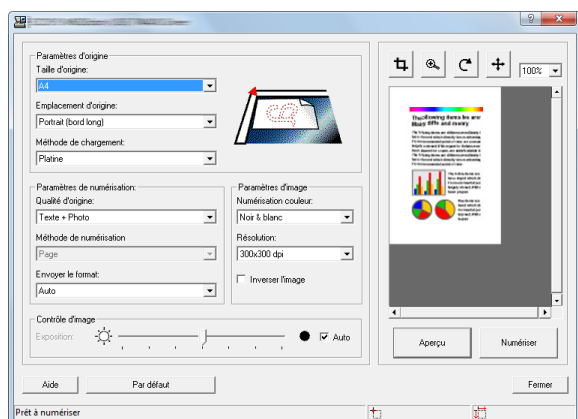 Paramètres d'origine
Taille d'origine:
A4
Emplacement d'origine:
Portrait (bord long)
Méthode de chargement:
Platine
Paramètres de numérisation:
Qualité d'origine:
Texte + Photo
Méthode de numérisation
Page
Envoyer le format:
Auto
Paramètres d'image
Numérisation couleur:
Noir & blanc
Résolution:
300x300 dpi
Inverser l'image
Contrôle d'image
Exposition:
Auto
100%
Aperçu
Numériser
Aide
Par défaut
Fermer
Prêt à numériser